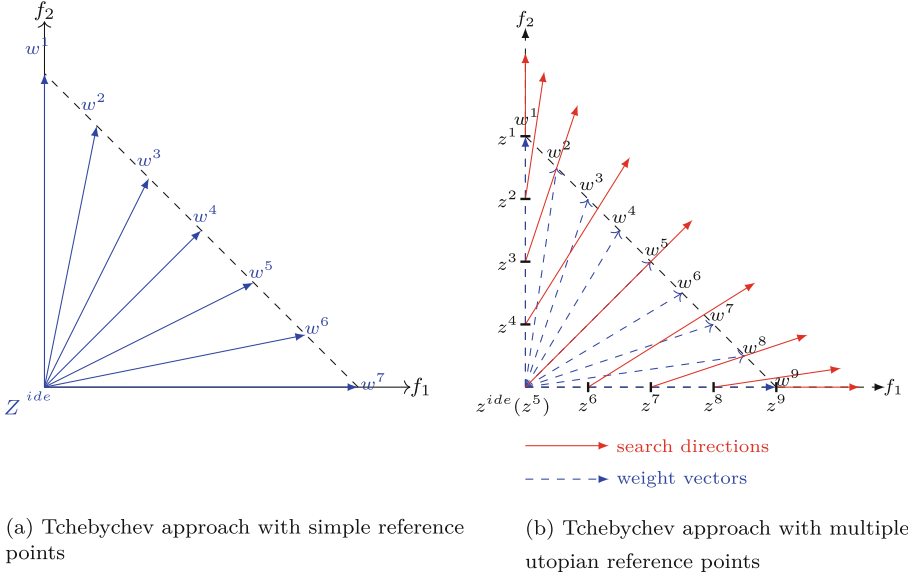 f₂
w¹
w²
w³
w⁴
w⁵
w⁶
w⁷
f₁
Z^{ide}
(a) Tchebychev approach with simple reference
points
f₂
w¹
z¹
w²
z²
w³
w⁴
z³
w⁵
w⁶
z⁴
w⁷
w⁸
w⁹
f₁
z^{ide}(z⁵)
z⁶
z⁷
z⁸
z⁹
search directions
weight vectors
(b) Tchebychev approach with multiple
utopian reference points